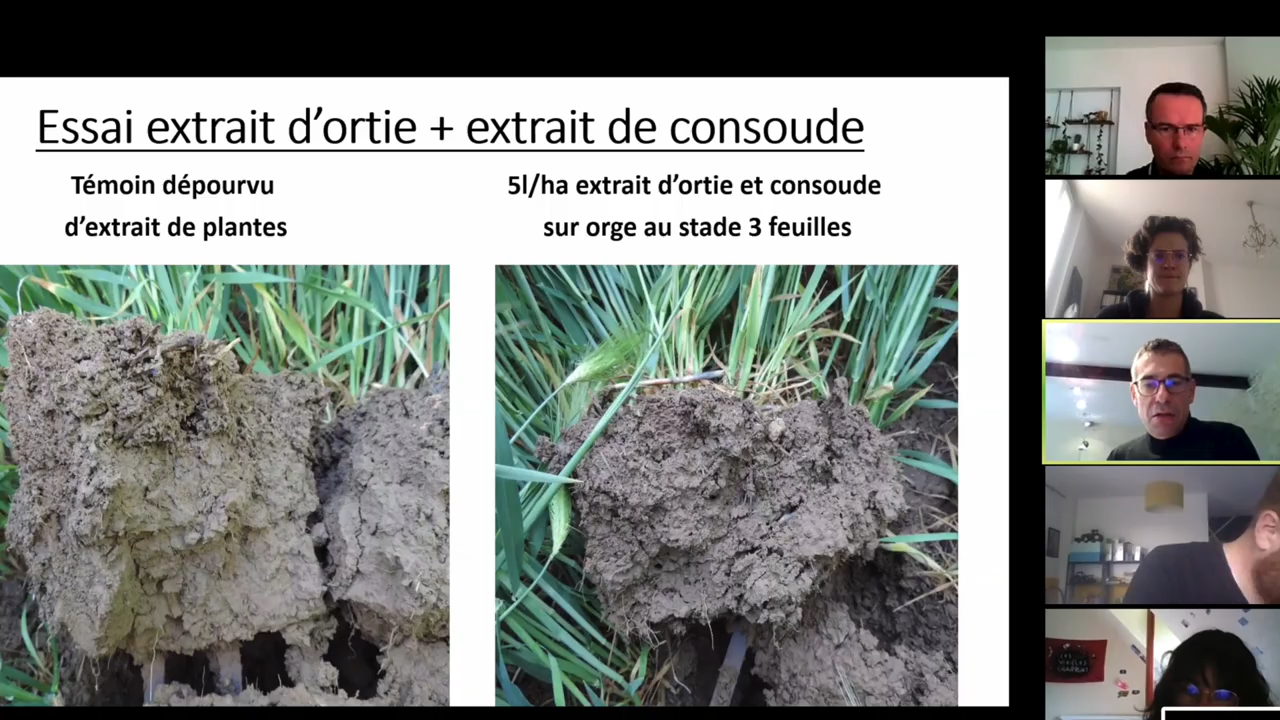 Essai extrait d'ortie + extrait de consoude
Témoin dépourvu
d'extrait de plantes
5l/ha extrait d'ortie et consoude
sur orge au stade 3 feuilles